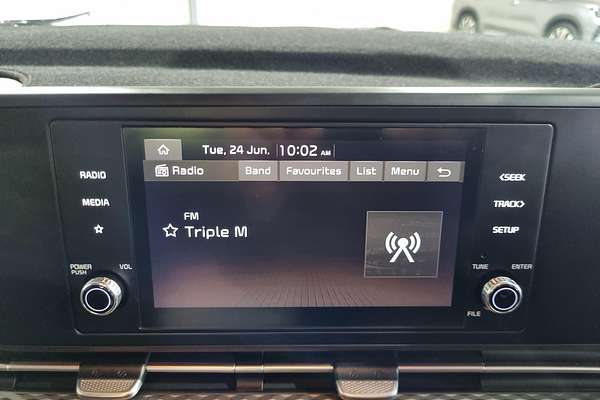 Tue, 24 Jun. 10:02 AM
Radio Band Favourites List Menu
FM
Triple M
RADIO
MEDIA
POWER PUSH VOL
<SEEK
TRACK>
SETUP
TUNE ENTER
FILE